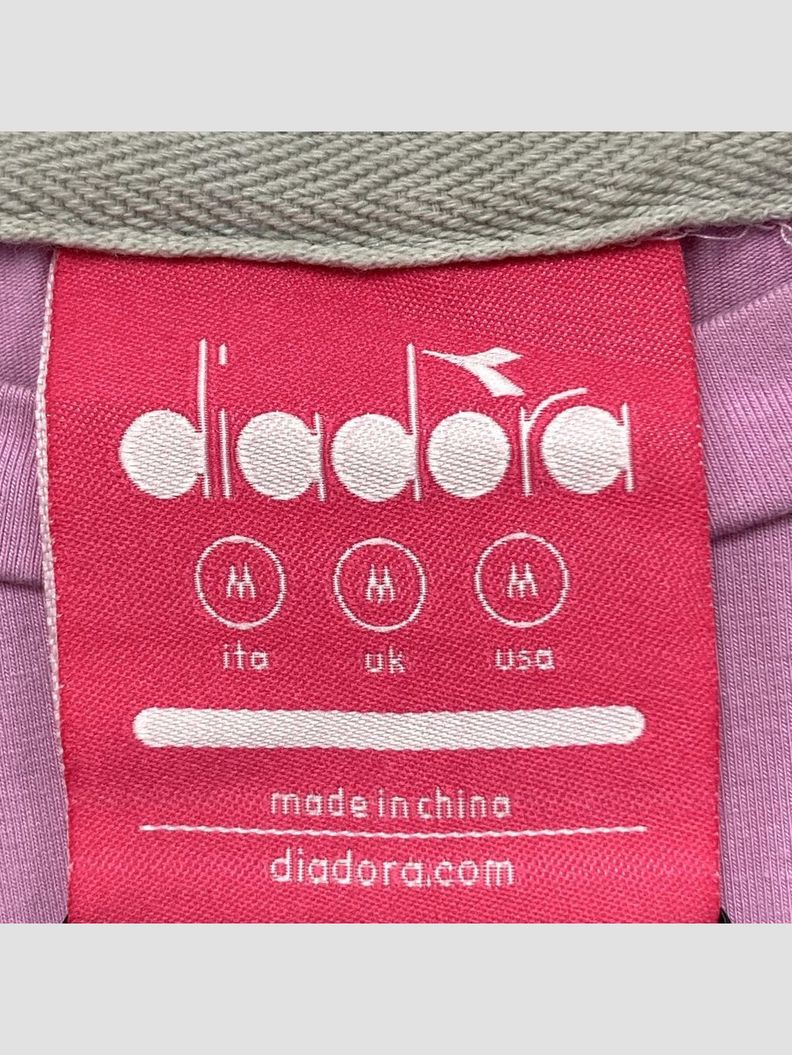 diadora
M M M
ita uk usa
made in china
diadora.com